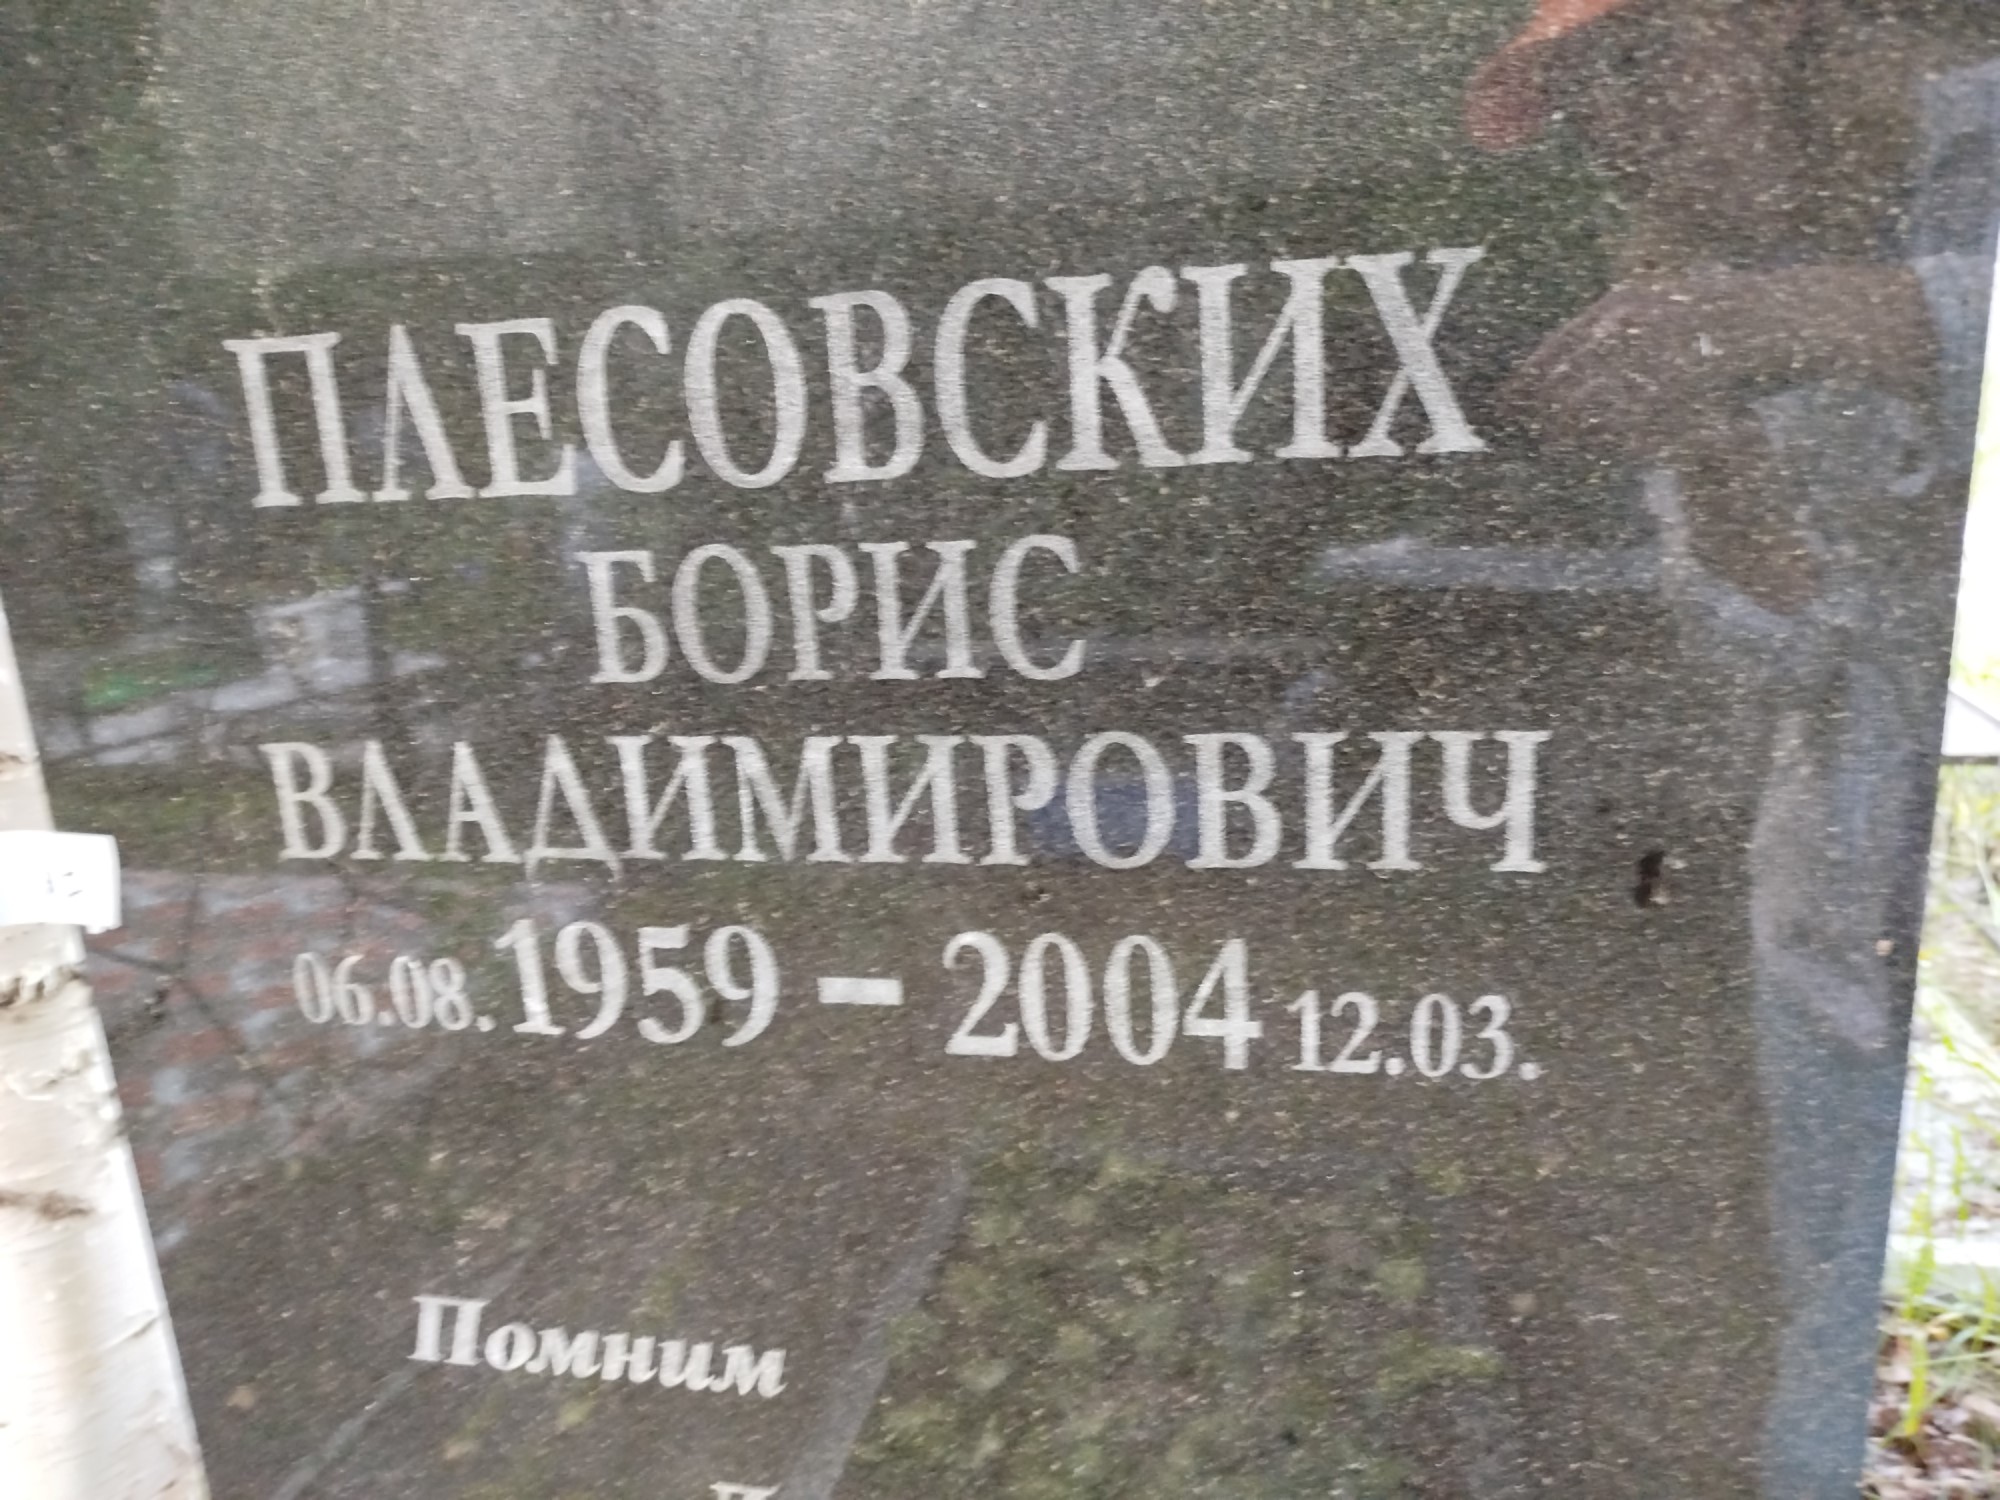 ПЛЕСОВСКИХ
БОРИС
ВЛАДИМИРОВИЧ
06.08.1959 – 2004 12.03.
Помним